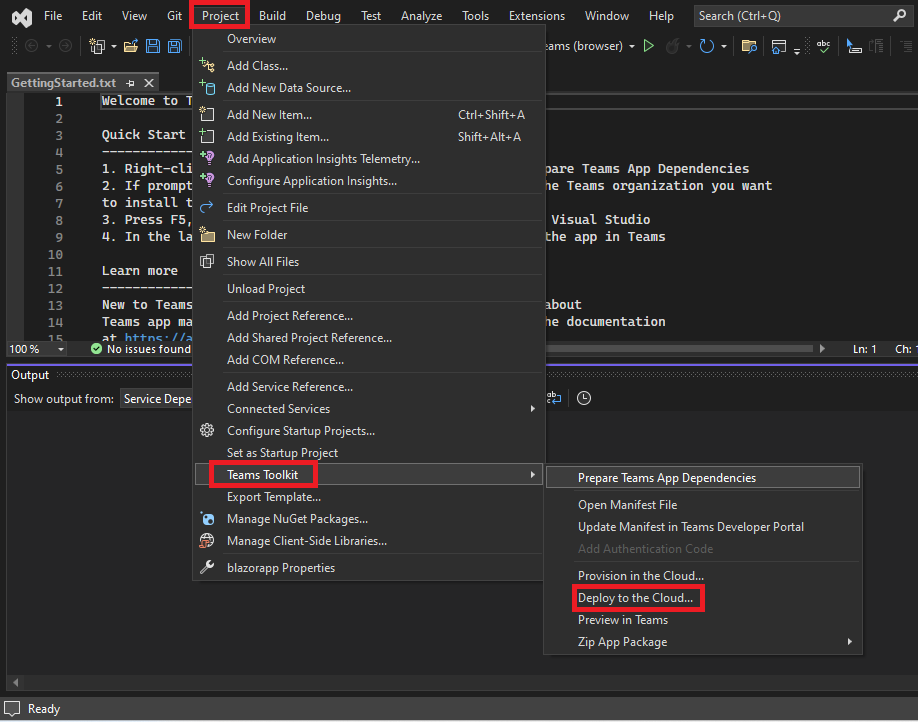 File Edit View Git Project Build Debug Test Analyze Tools Extensions Window Help Search (Ctrl+Q)
ams (browser)
GettingStarted.txt
1 Welcome to T
2
3 Quick Start
4 ------------
5 1. Right-cli pare Teams App Dependencies
6 2. If prompt he Teams organization you want
7 to install t
8 3. Press F5, Visual Studio
9 4. In the la the app in Teams
10
11 Learn more
12 ------------
13 New to Teams about
14 Teams app ma he documentation
15 at https://a
100 % No issues found Ln: 1 Ch: 1
Output
Show output from: Service Depe
Overview
Add Class...
Add New Data Source...
Add New Item... Ctrl+Shift+A
Add Existing Item... Shift+Alt+A
Add Application Insights Telemetry...
Configure Application Insights...
Edit Project File
New Folder
Show All Files
Unload Project
Add Project Reference...
Add Shared Project Reference...
Add COM Reference...
Add Service Reference...
Connected Services
Configure Startup Projects...
Set as Startup Project
Teams Toolkit
Export Template...
Manage NuGet Packages...
Manage Client-Side Libraries...
blazorapp Properties
Prepare Teams App Dependencies
Open Manifest File
Update Manifest in Teams Developer Portal
Add Authentication Code
Provision in the Cloud...
Deploy to the Cloud...
Preview in Teams
Zip App Package
Ready